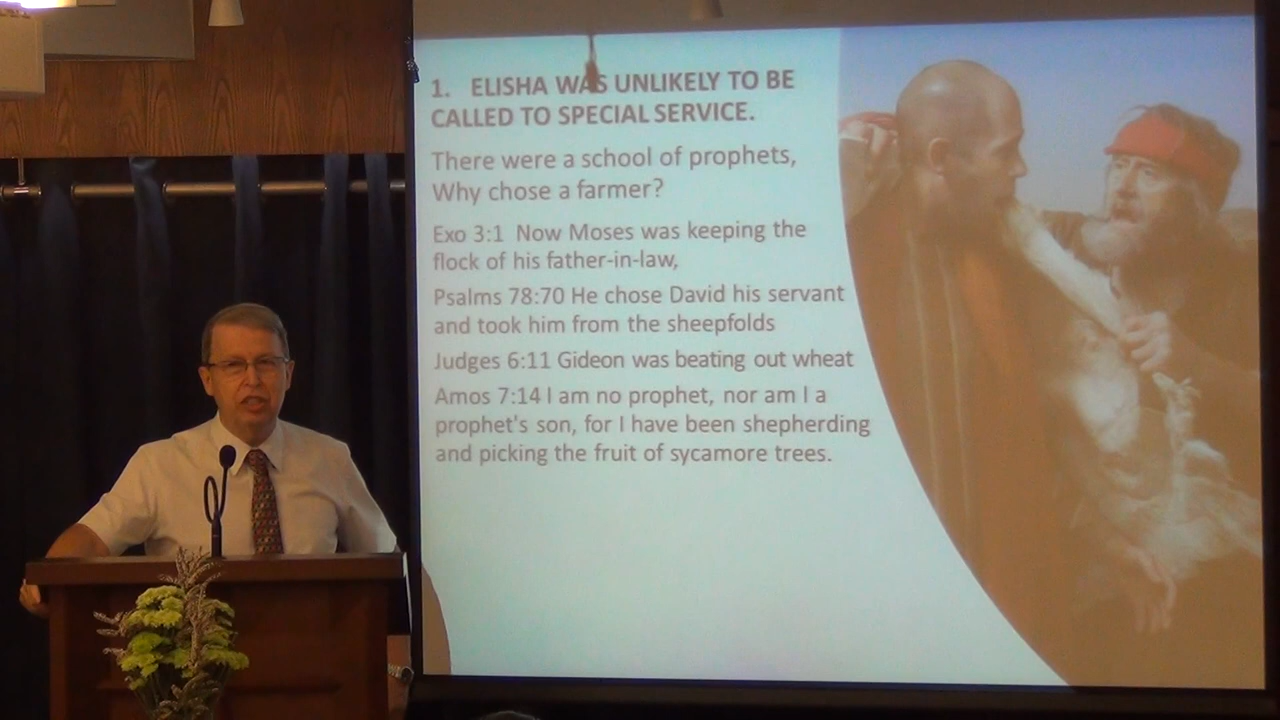 1. ELISHA WAS UNLIKELY TO BE
CALLED TO SPECIAL SERVICE.
There were a school of prophets,
Why chose a farmer?
Exo 3:1 Now Moses was keeping the
flock of his father-in-law,
Psalms 78:70 He chose David his servant
and took him from the sheepfolds
Judges 6:11 Gideon was beating out wheat
Amos 7:14 I am no prophet, nor am I a
prophet's son, for I have been shepherding
and picking the fruit of sycamore trees.